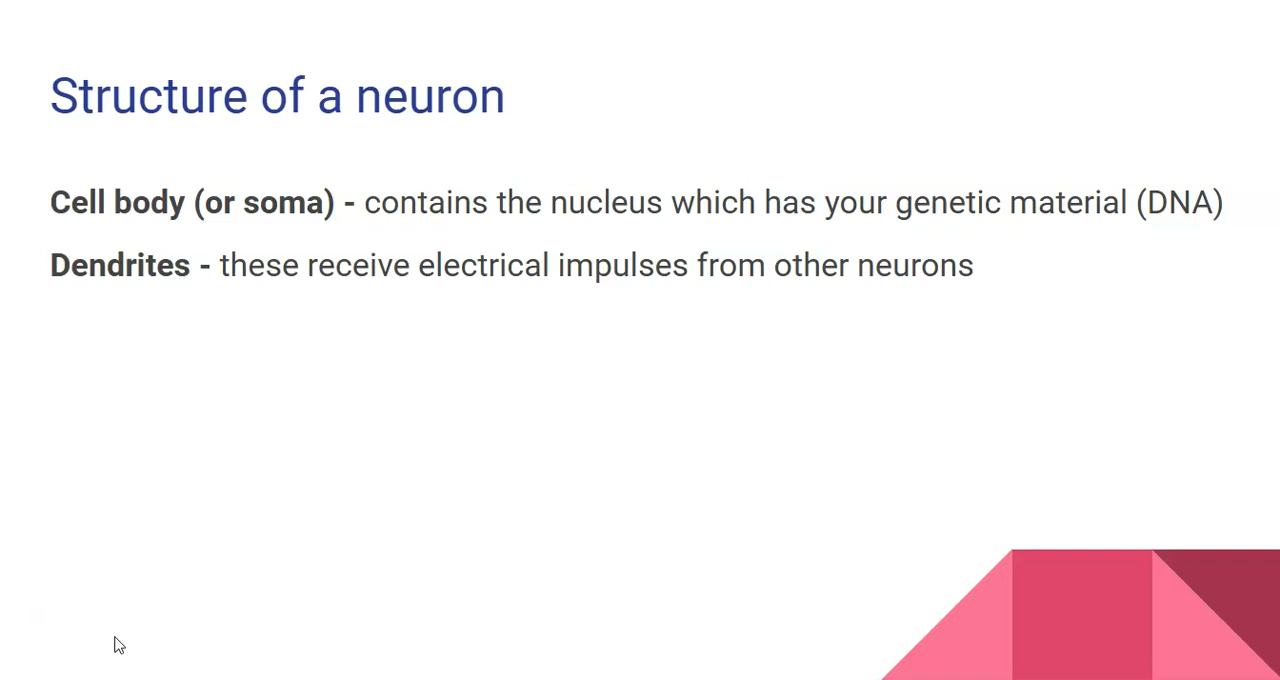 Structure of a neuron
Cell body (or soma) - contains the nucleus which has your genetic material (DNA)
Dendrites - these receive electrical impulses from other neurons